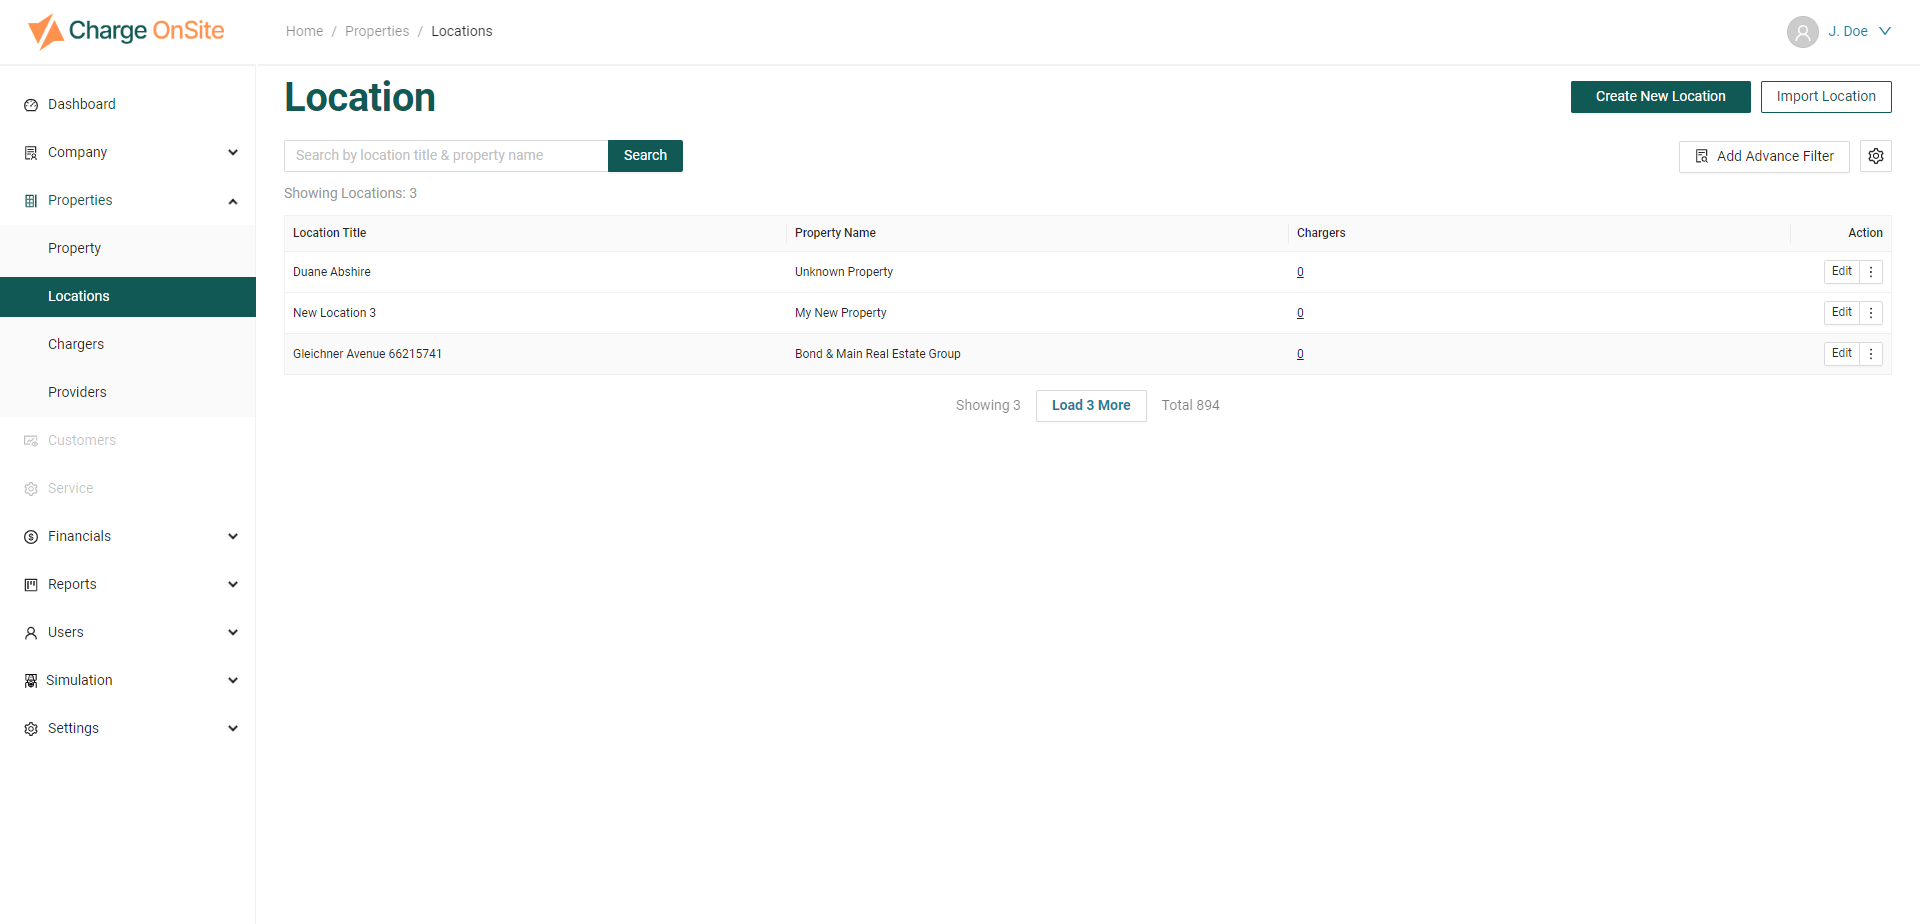 Charge OnSite
Home / Properties / Locations
J. Doe
Dashboard
Company
Properties
Property
Locations
Chargers
Providers
Customers
Service
Financials
Reports
Users
Simulation
Settings
Location
Create New Location
Import Location
Search by location title & property name
Search
Add Advance Filter
Showing Locations: 3
Location Title Property Name Chargers Action
Duane Abshire Unknown Property 0 Edit
New Location 3 My New Property 0 Edit
Gleichner Avenue 66215741 Bond & Main Real Estate Group 0 Edit
Showing 3 Load 3 More Total 894